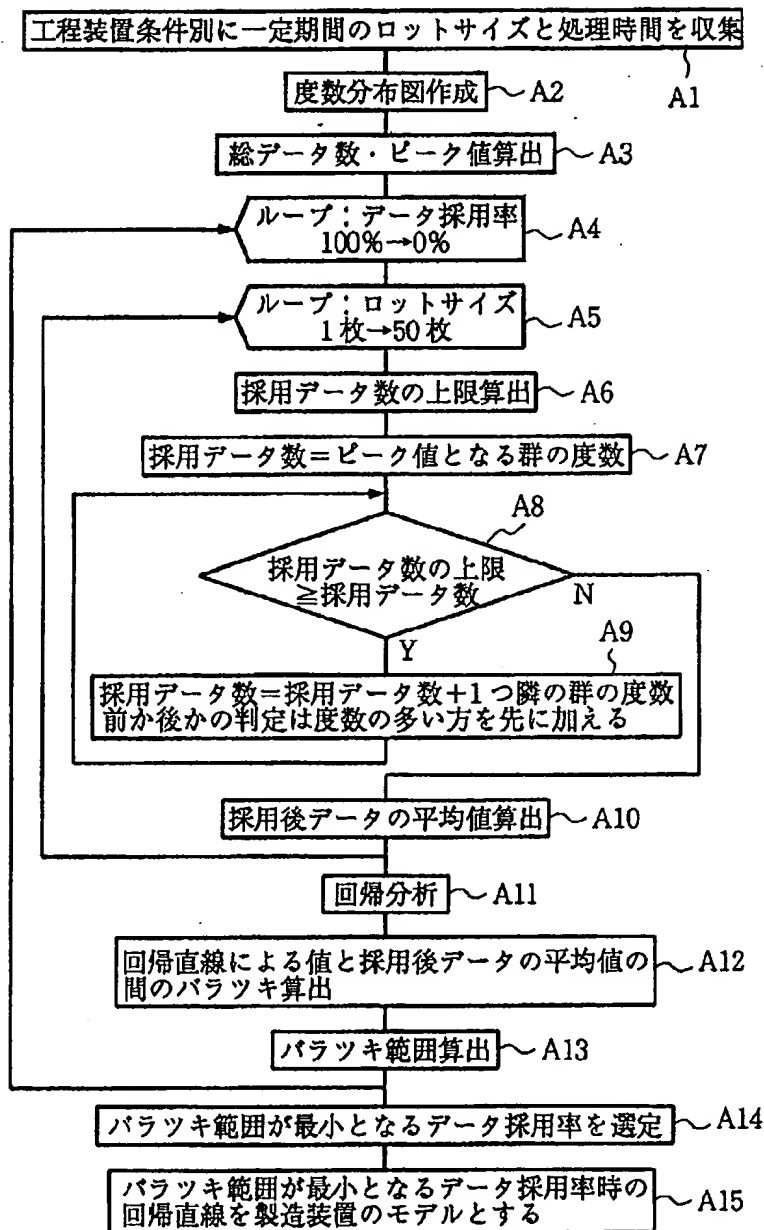 工程装置条件別に一定期間のロットサイズと処理時間を収集
A1
度数分布図作成
A2
総データ数・ピーク値算出
A3
ループ：データ採用率
100%→0%
A4
ループ：ロットサイズ
1枚→50枚
A5
採用データ数の上限算出
A6
採用データ数＝ピーク値となる群の度数
A7
A8
採用データ数の上限
≧採用データ数
N
Y
A9
採用データ数＝採用データ数+1つ隣の群の度数
前か後かの判定は度数の多い方を先に加える
採用後データの平均値算出
A10
回帰分析
A11
回帰直線による値と採用後データの平均値の
間のバラツキ算出
A12
バラツキ範囲算出
A13
バラツキ範囲が最小となるデータ採用率を選定
A14
バラツキ範囲が最小となるデータ採用率時の
回帰直線を製造装置のモデルとする
A15